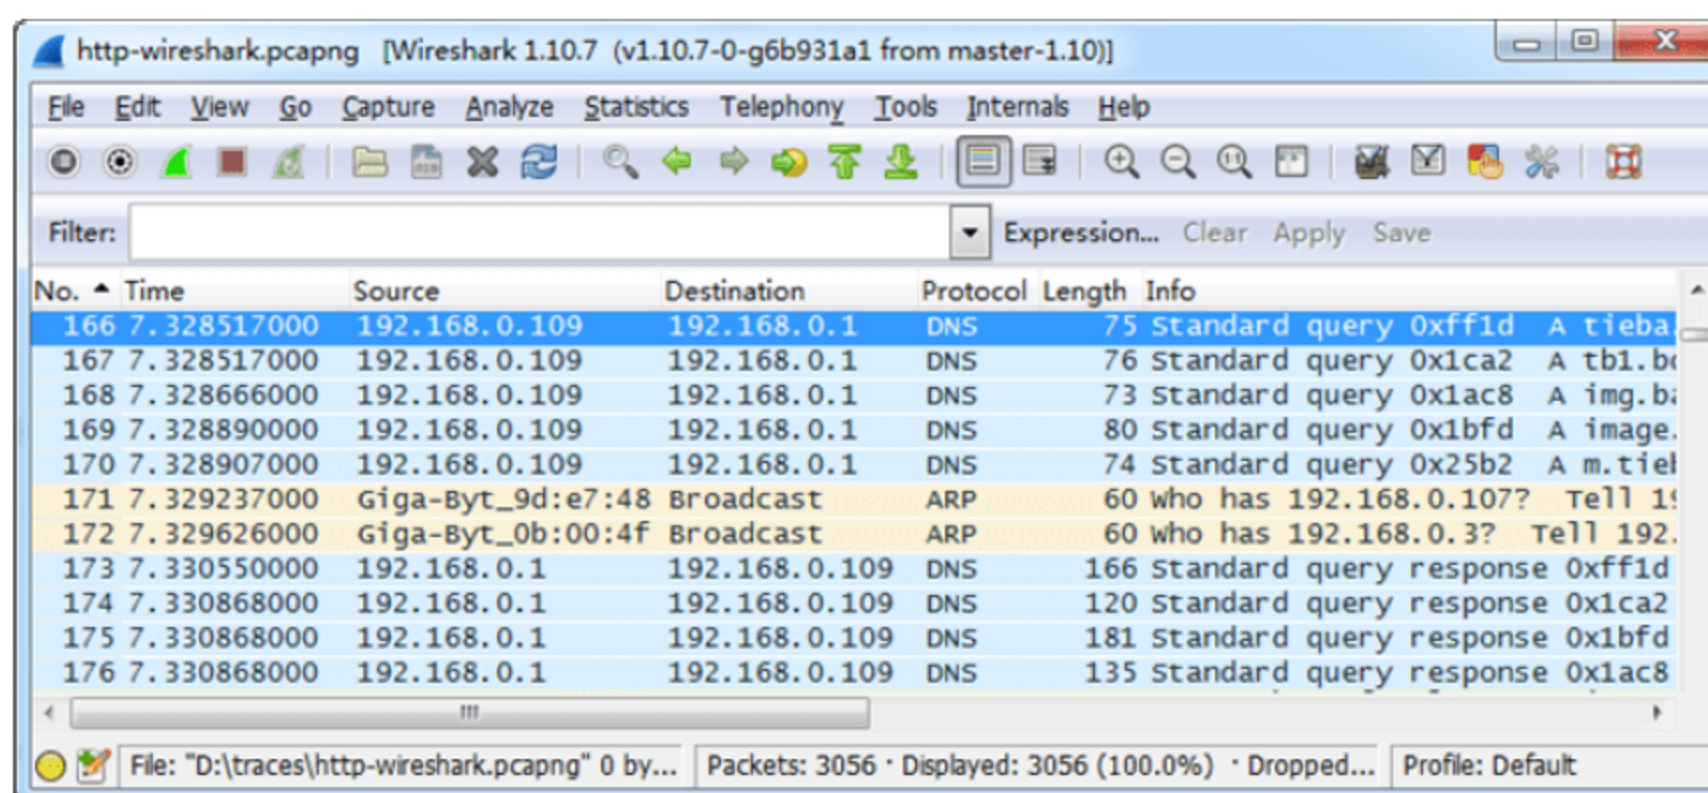 http-wireshark.pcapng [Wireshark 1.10.7 (v1.10.7-0-g6b931a1 from master-1.10)]
File Edit View Go Capture Analyze Statistics Telephony Tools Internals Help
Filter: Expression... Clear Apply Save
No. Time Source Destination Protocol Length Info
166 7.328517000 192.168.0.109 192.168.0.1 DNS 75 Standard query 0xff1d A tieba.
167 7.328517000 192.168.0.109 192.168.0.1 DNS 76 Standard query 0x1ca2 A tb1.
168 7.328666000 192.168.0.109 192.168.0.1 DNS 73 Standard query 0x1ac8 A img.
169 7.328890000 192.168.0.109 192.168.0.1 DNS 80 Standard query 0x1bfd A image.
170 7.328907000 192.168.0.109 192.168.0.1 DNS 74 Standard query 0x25b2 A m.
171 7.329237000 Giga-Byt_9d:e7:48 Broadcast ARP 60 Who has 192.168.0.107? Tell
172 7.329626000 Giga-Byt_0b:00:4f Broadcast ARP 60 Who has 192.168.0.3? Tell 192.
173 7.330550000 192.168.0.1 192.168.0.109 DNS 166 Standard query response 0xff1d
174 7.330868000 192.168.0.1 192.168.0.109 DNS 120 Standard query response 0x1ca2
175 7.330868000 192.168.0.1 192.168.0.109 DNS 181 Standard query response 0x1bfd
176 7.330868000 192.168.0.1 192.168.0.109 DNS 135 Standard query response 0x1ac8
File: "D:\traces\http-wireshark.pcapng" 0 by... Packets: 3056 · Displayed: 3056 (100.0%) · Dropped... Profile: Default